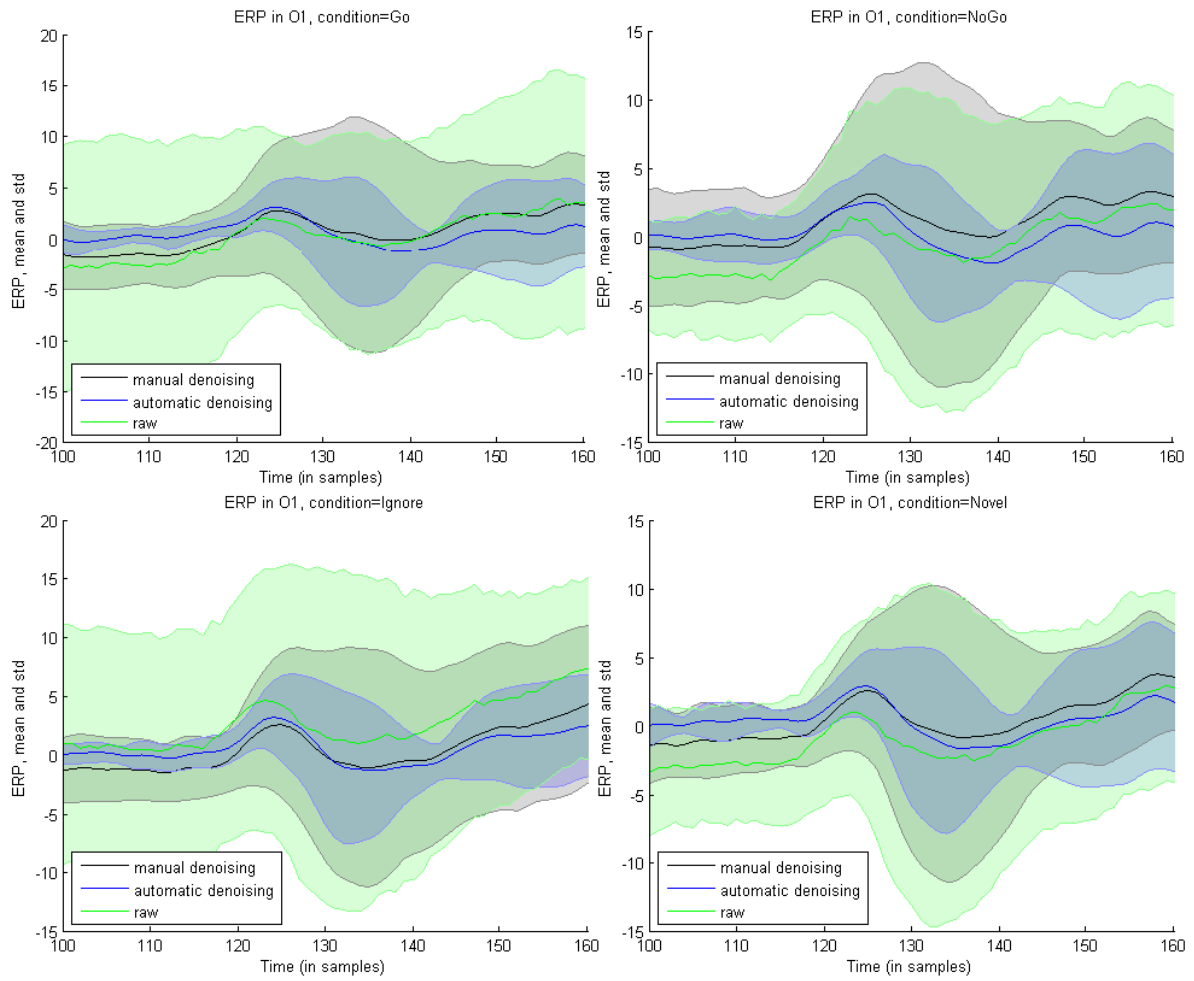 ERP in O1, condition=Go
20
15
10
5
0
-5
-10
-15
-20
ERP, mean and std
manual denoising
automatic denoising
raw
100 110 120 130 140 150 160
Time (in samples)
ERP in O1, condition=NoGo
15
10
5
0
-5
-10
-15
ERP, mean and std
manual denoising
automatic denoising
raw
100 110 120 130 140 150 160
Time (in samples)
ERP in O1, condition=Ignore
20
15
10
5
0
-5
-10
-15
ERP, mean and std
manual denoising
automatic denoising
raw
100 110 120 130 140 150 160
Time (in samples)
ERP in O1, condition=Novel
15
10
5
0
-5
-10
-15
ERP, mean and std
manual denoising
automatic denoising
raw
100 110 120 130 140 150 160
Time (in samples)